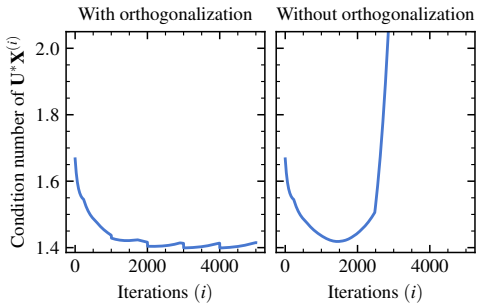 With orthogonalization
Without orthogonalization
Condition number of U*X⁽ⁱ⁾
2.0
1.8
1.6
1.4
0
2000
4000
0
2000
4000
Iterations (i)
Iterations (i)